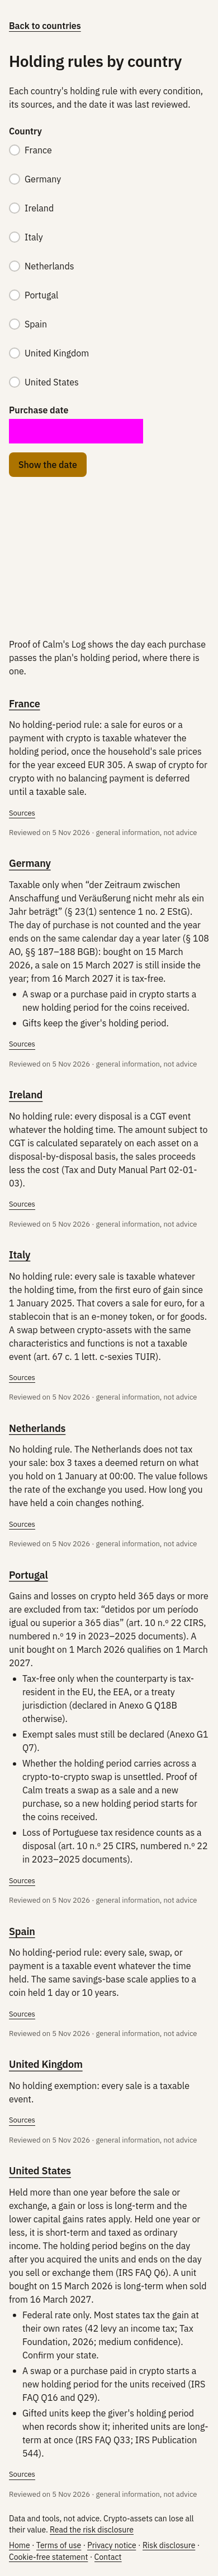 Back to countries
Holding rules by country
Each country's holding rule with every condition,
its sources, and the date it was last reviewed.
Country
France
Germany
Ireland
Italy
Netherlands
Portugal
Spain
United Kingdom
United States
Purchase date
Show the date
Proof of Calm's Log shows the day each purchase
passes the plan's holding period, where there is
one.
France
No holding-period rule: a sale for euros or a
payment with crypto is taxable whatever the
holding period, once the household's sale prices
for the year exceed EUR 305. A swap of crypto for
crypto with no balancing payment is deferred
until a taxable sale.
Sources
Reviewed on 5 Nov 2026 · general information, not advice
Germany
Taxable only when “der Zeitraum zwischen
Anschaffung und Veräußerung nicht mehr als ein
Jahr beträgt” (§ 23(1) sentence 1 no. 2 EStG).
The day of purchase is not counted and the year
ends on the same calendar day a year later (§ 108
AO, §§ 187–188 BGB): bought on 15 March
2026, a sale on 15 March 2027 is still inside the
year; from 16 March 2027 it is tax-free.
• A swap or a purchase paid in crypto starts a
new holding period for the coins received.
• Gifts keep the giver's holding period.
Sources
Reviewed on 5 Nov 2026 · general information, not advice
Ireland
No holding rule: every disposal is a CGT event
whatever the holding time. The amount subject to
CGT is calculated separately on each asset on a
disposal-by-disposal basis, the sales proceeds
less the cost (Tax and Duty Manual Part 02-01-
03).
Sources
Reviewed on 5 Nov 2026 · general information, not advice
Italy
No holding rule: every sale is taxable whatever
the holding time, from the first euro of gain since
1 January 2025. That covers a sale for euro, for a
stablecoin that is an e-money token, or for goods.
A swap between crypto-assets with the same
characteristics and functions is not a taxable
event (art. 67 c. 1 lett. c-sexies TUIR).
Sources
Reviewed on 5 Nov 2026 · general information, not advice
Netherlands
No holding rule. The Netherlands does not tax
your sale: box 3 taxes a deemed return on what
you hold on 1 January at 00:00. The value follows
the rate of the exchange you used. How long you
have held a coin changes nothing.
Sources
Reviewed on 5 Nov 2026 · general information, not advice
Portugal
Gains and losses on crypto held 365 days or more
are excluded from tax: “detidos por um período
igual ou superior a 365 dias” (art. 10 n.º 22 CIRS,
numbered n.º 19 in 2023–2025 documents). A
unit bought on 1 March 2026 qualifies on 1 March
2027.
• Tax-free only when the counterparty is tax-
resident in the EU, the EEA, or a treaty
jurisdiction (declared in Anexo G Q18B
otherwise).
• Exempt sales must still be declared (Anexo G1
Q7).
• Whether the holding period carries across a
crypto-to-crypto swap is unsettled. Proof of
Calm treats a swap as a sale and a new
purchase, so a new holding period starts for
the coins received.
• Loss of Portuguese tax residence counts as a
disposal (art. 10 n.º 25 CIRS, numbered n.º 22
in 2023–2025 documents).
Sources
Reviewed on 5 Nov 2026 · general information, not advice
Spain
No holding-period rule: every sale, swap, or
payment is a taxable event whatever the time
held. The same savings-base scale applies to a
coin held 1 day or 10 years.
Sources
Reviewed on 5 Nov 2026 · general information, not advice
United Kingdom
No holding exemption: every sale is a taxable
event.
Sources
Reviewed on 5 Nov 2026 · general information, not advice
United States
Held more than one year before the sale or
exchange, a gain or loss is long-term and the
lower capital gains rates apply. Held one year or
less, it is short-term and taxed as ordinary
income. The holding period begins on the day
after you acquired the units and ends on the day
you sell or exchange them (IRS FAQ Q6). A unit
bought on 15 March 2026 is long-term when sold
from 16 March 2027.
• Federal rate only. Most states tax the gain at
their own rates (42 levy an income tax; Tax
Foundation, 2026; medium confidence).
Confirm your state.
• A swap or a purchase paid in crypto starts a
new holding period for the units received (IRS
FAQ Q16 and Q29).
• Gifted units keep the giver's holding period
when records show it; inherited units are long-
term at once (IRS FAQ Q33; IRS Publication
544).
Sources
Reviewed on 5 Nov 2026 · general information, not advice
Data and tools, not advice. Crypto-assets can lose all
their value. Read the risk disclosure
Home · Terms of use · Privacy notice · Risk disclosure ·
Cookie-free statement · Contact